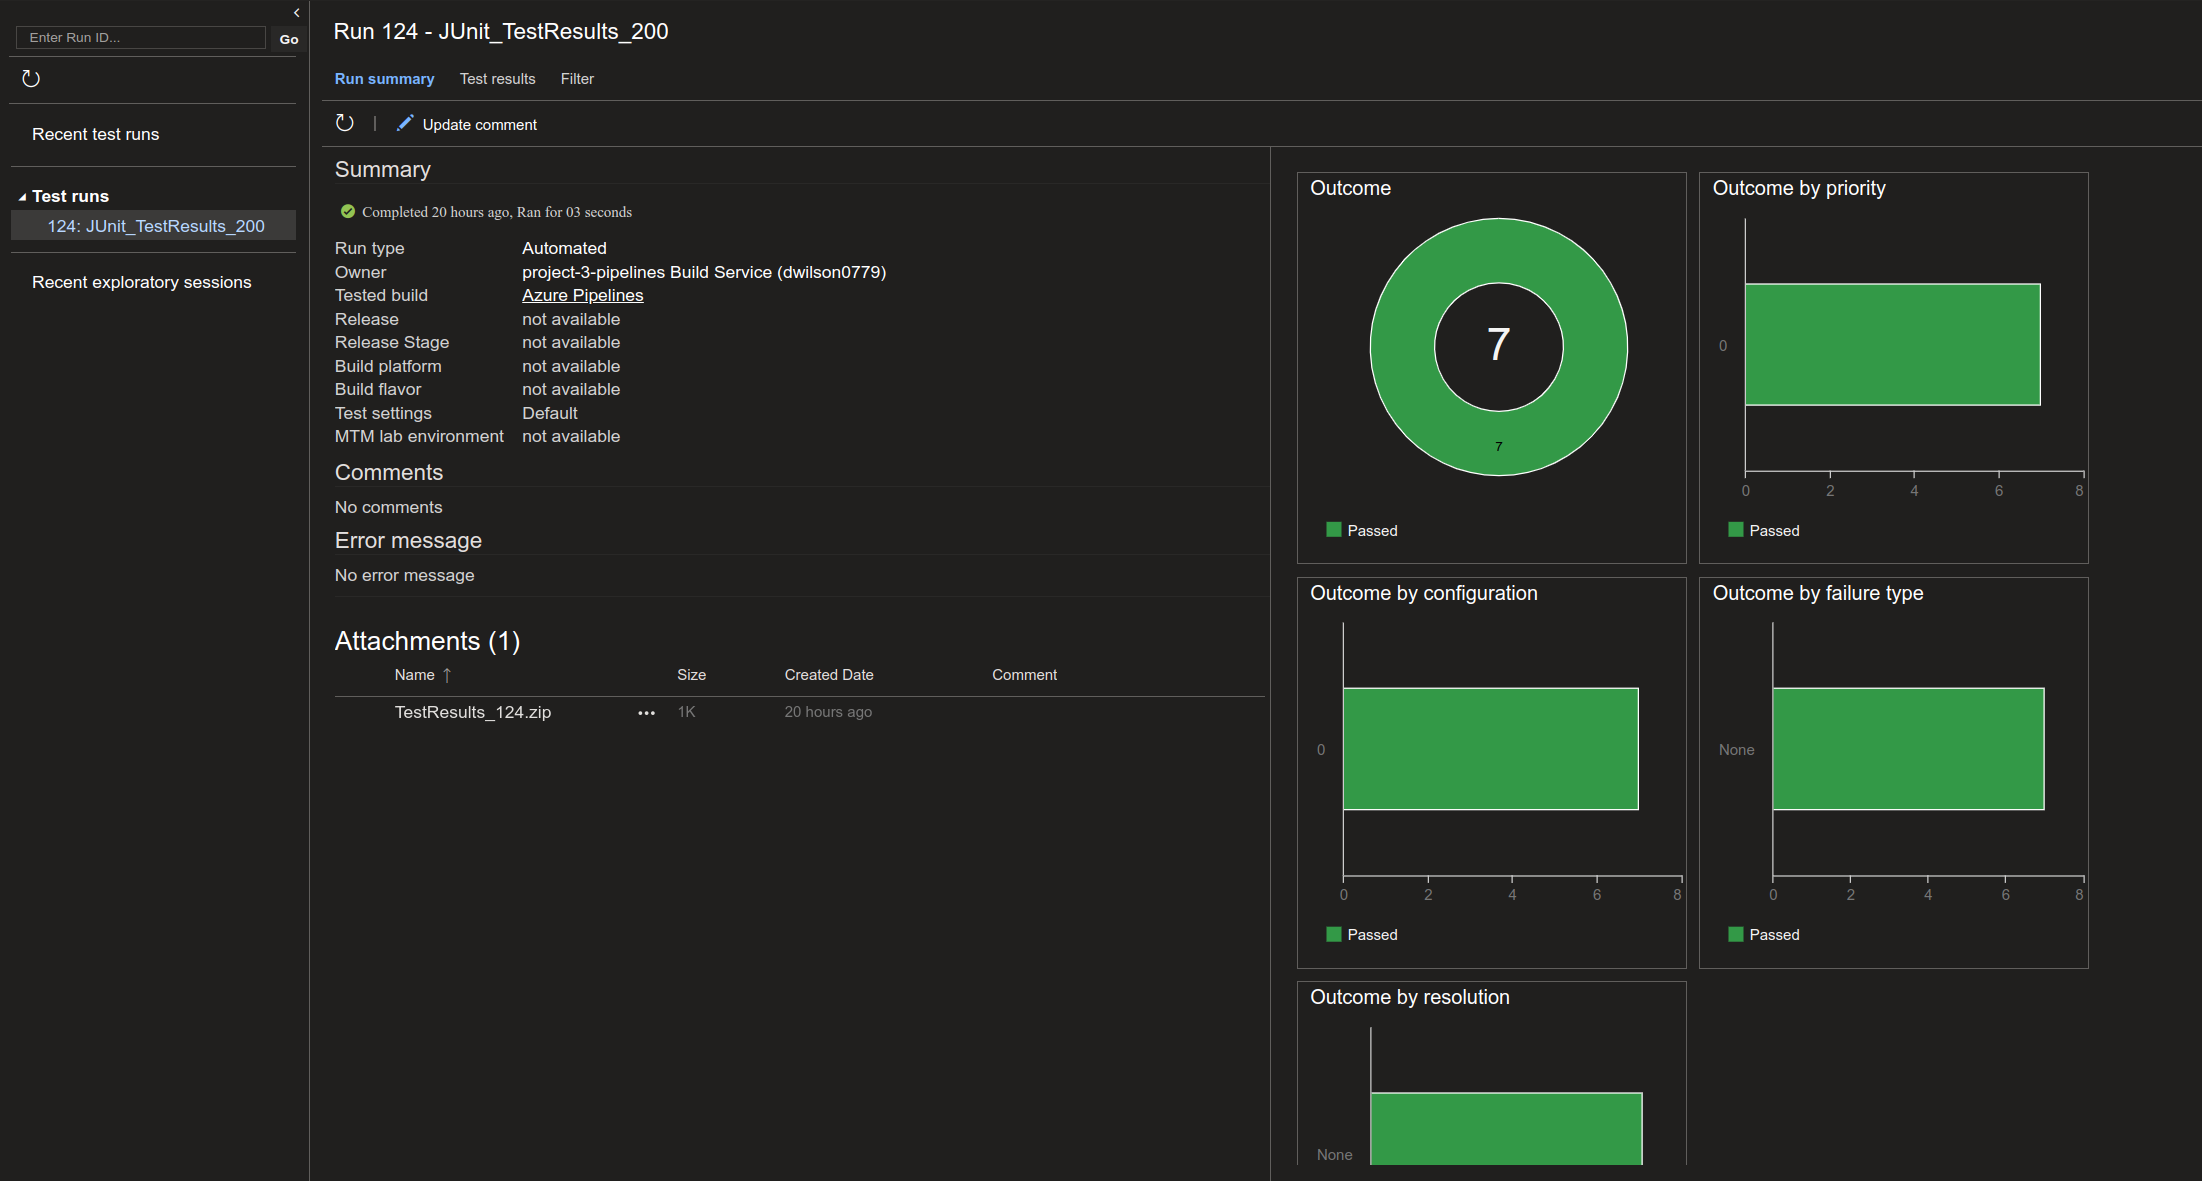 Enter Run ID...
Go
Recent test runs
Test runs
124: JUnit_TestResults_200
Recent exploratory sessions
Run 124 - JUnit_TestResults_200
Run summary Test results Filter
Update comment
Summary
Completed 20 hours ago, Ran for 03 seconds
Run type Automated
Owner project-3-pipelines Build Service (dwilson0779)
Tested build Azure Pipelines
Release not available
Release Stage not available
Build platform not available
Build flavor not available
Test settings Default
MTM lab environment not available
Comments
No comments
Error message
No error message
Attachments (1)
Name Size Created Date Comment
TestResults_124.zip 1K 20 hours ago
Outcome
7
7
Passed
Outcome by priority
0
0 2 4 6 8
Passed
Outcome by configuration
0
0 2 4 6 8
Passed
Outcome by failure type
None
0 2 4 6 8
Passed
Outcome by resolution
None